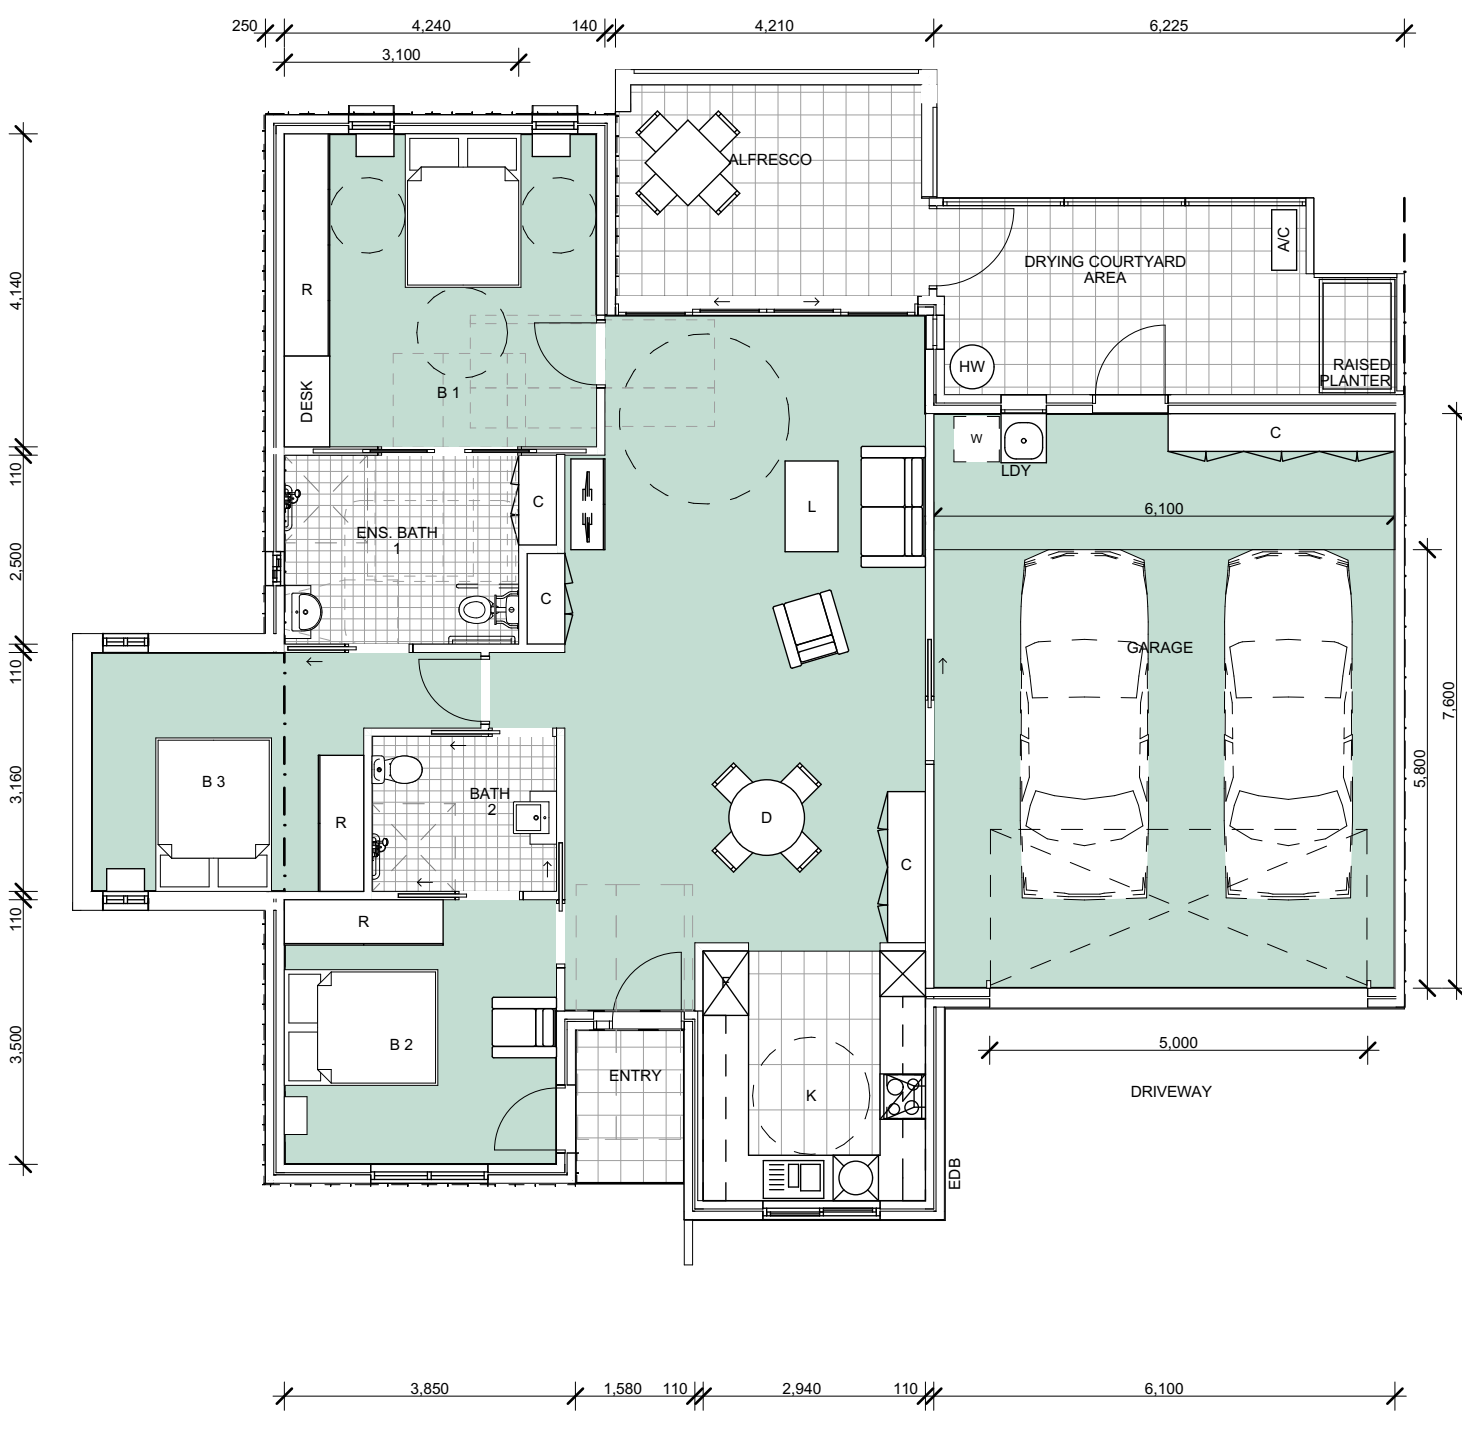 250
4,240
140
4,210
6,225
3,100
ALFRESCO
DRYING COURTYARD
AREA
A/C
R
4,140
DESK
B 1
HW
RAISED
PLANTER
W
LDY
C
110
C
L
6,100
ENS. BATH
1
2,500
C
GARAGE
110
7,600
B 3
3,160
R
BATH
2
D
5,800
C
110
R
F
3,500
B 2
ENTRY
K
5,000
DRIVEWAY
EDB
3,850
1,580
110
2,940
110
6,100